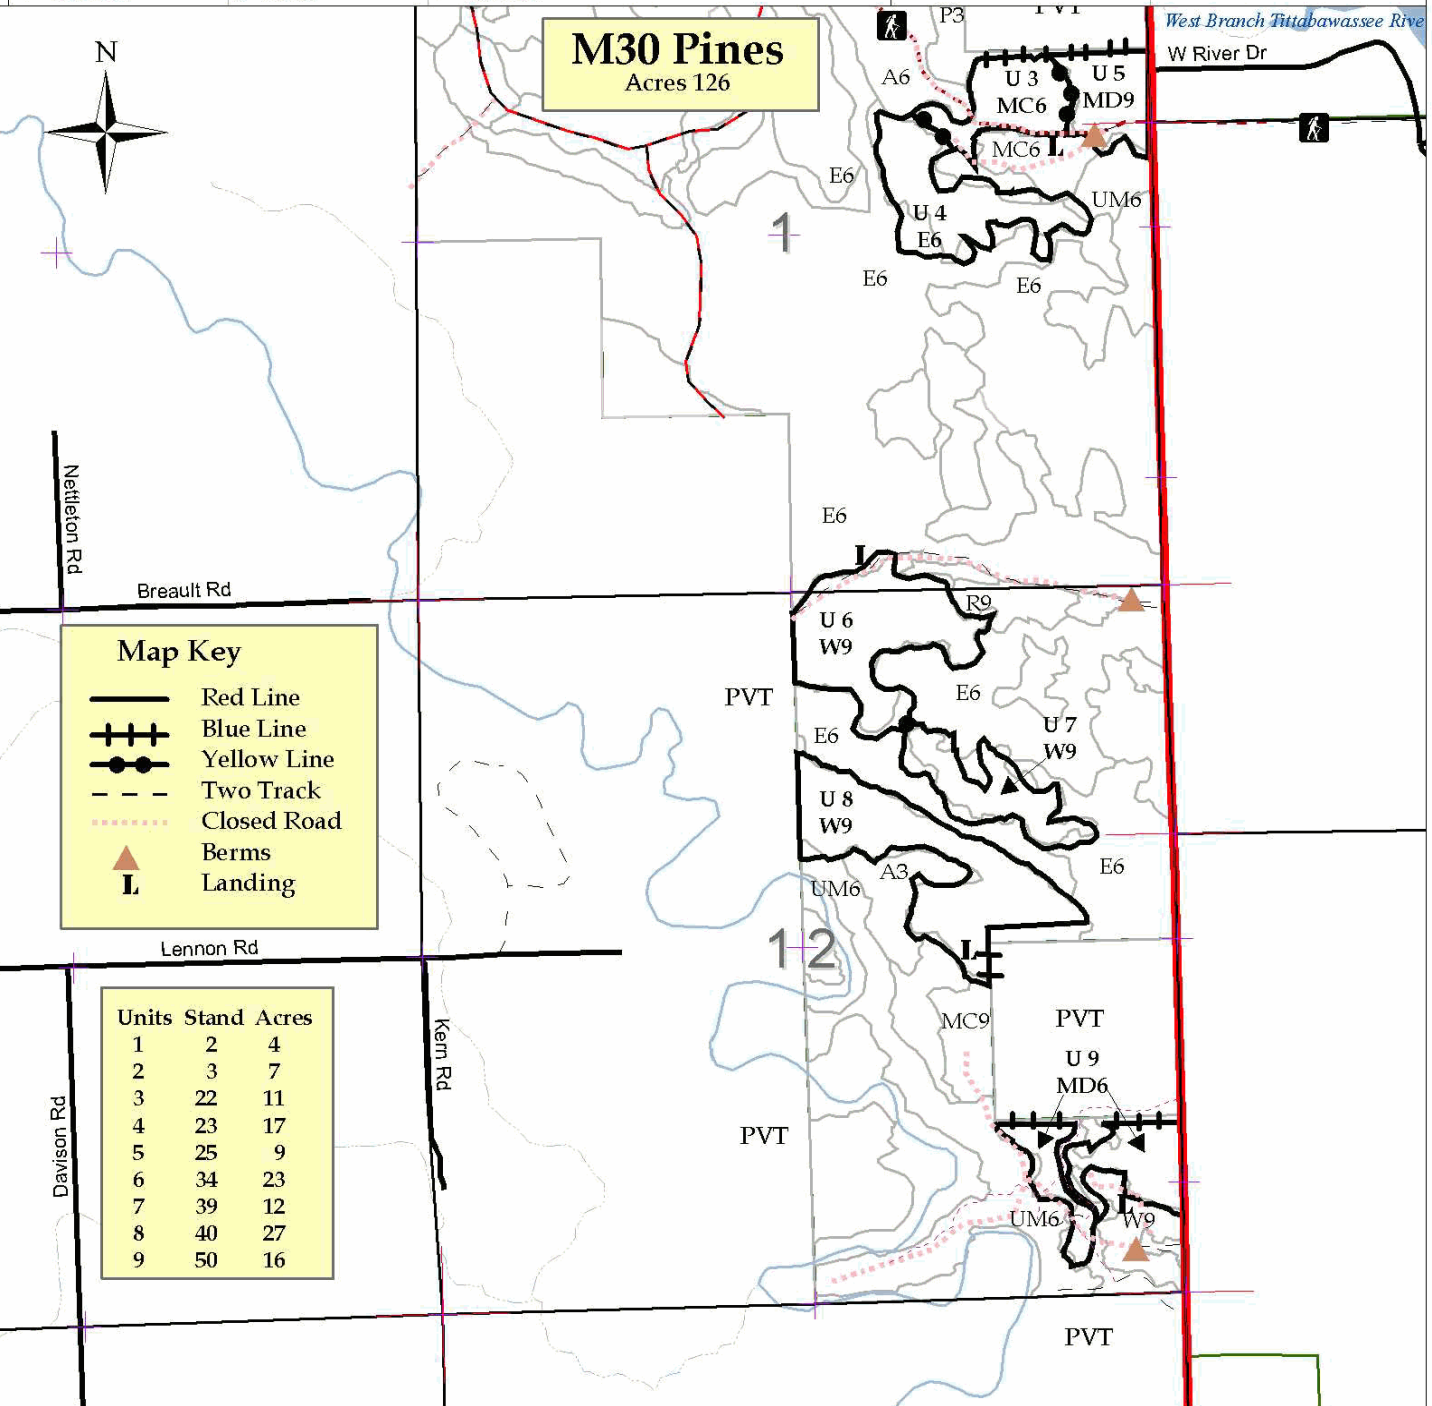 P3
PVT
West Branch Tittabawassee Rive
N
M30 Pines
Acres 126
W River Dr
A6
U 3
MC6
U 5
MD9
MC6 L
E6
UM6
U 4
E6
1
E6
E6
Nettleton Rd
E6
L
Breault Rd
R9
U 6
W9
Map Key
Red Line
Blue Line
Yellow Line
Two Track
Closed Road
Berms
L Landing
PVT
E6
E6
U 7
W9
U 8
W9
A3
E6
UM6
Lennon Rd
12
L
Units Stand Acres
1 2 4
2 3 7
3 22 11
4 23 17
5 25 9
6 34 23
7 39 12
8 40 27
9 50 16
Kern Rd
Davison Rd
MC9
PVT
U 9
MD6
PVT
L
UM6
W9
PVT